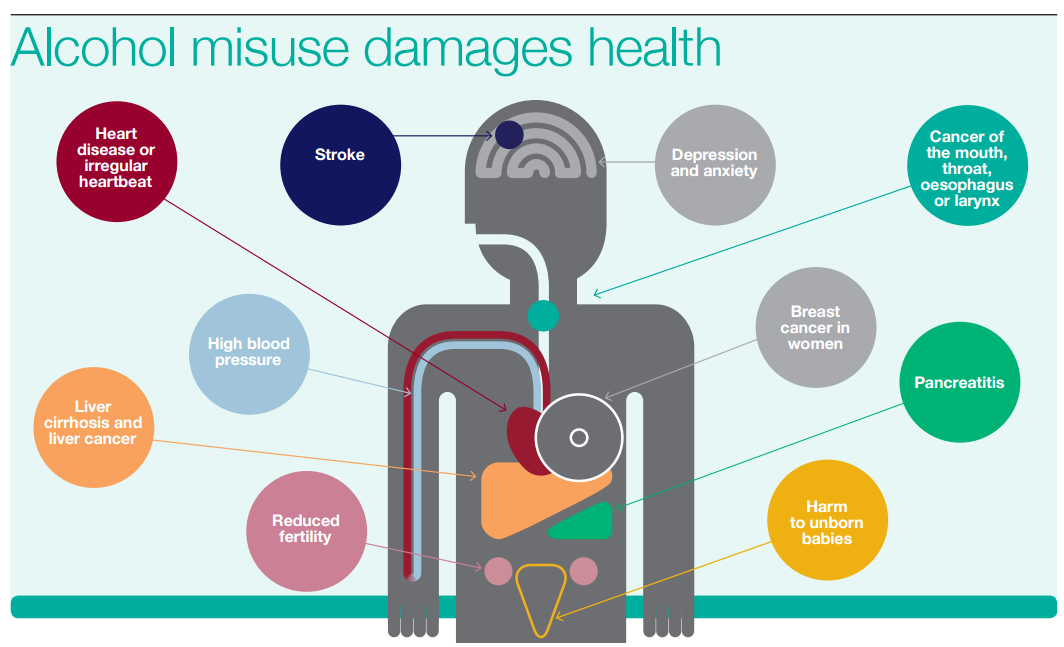 Alcohol misuse damages health
Heart
disease or
irregular
heartbeat
Stroke
Depression
and anxiety
Cancer of
the mouth,
throat,
oesophagus
or larynx
High blood
pressure
Breast
cancer in
women
Liver
cirrhosis and
liver cancer
Pancreatitis
Reduced
fertility
Harm
to unborn
babies